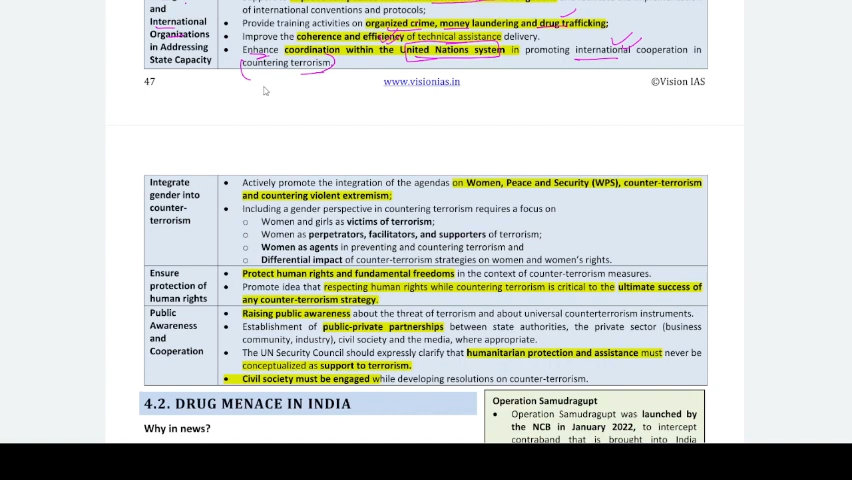 and
of international conventions and protocols;
International
Organizations
in Addressing
State Capacity
• Provide training activities on organized crime, money laundering and drug trafficking;
• Improve the coherence and efficiency of technical assistance delivery.
• Enhance coordination within the United Nations system in promoting international cooperation in
countering terrorism
47 www.visionias.in ©Vision IAS
Integrate
gender into
counter-
terrorism
• Actively promote the integration of the agendas on Women, Peace and Security (WPS), counter-terrorism
and countering violent extremism;
• Including a gender perspective in countering terrorism requires a focus on
o Women and girls as victims of terrorism;
o Women as perpetrators, facilitators, and supporters of terrorism;
o Women as agents in preventing and countering terrorism and
o Differential impact of counter-terrorism strategies on women and women's rights.
Ensure
protection of
human rights
• Protect human rights and fundamental freedoms in the context of counter-terrorism measures.
• Promote idea that respecting human rights while countering terrorism is critical to the ultimate success of
any counter-terrorism strategy.
Public
Awareness
and
Cooperation
• Raising public awareness about the threat of terrorism and about universal counterterrorism instruments.
• Establishment of public-private partnerships between state authorities, the private sector (business
community, industry), civil society and the media, where appropriate.
• The UN Security Council should expressly clarify that humanitarian protection and assistance must never be
conceptualized as support to terrorism.
• Civil society must be engaged while developing resolutions on counter-terrorism.
4.2. DRUG MENACE IN INDIA
Why in news?
Operation Samudragupt
• Operation Samudragupt was launched by
the NCB in January 2022, to intercept
contraband that is brought into India